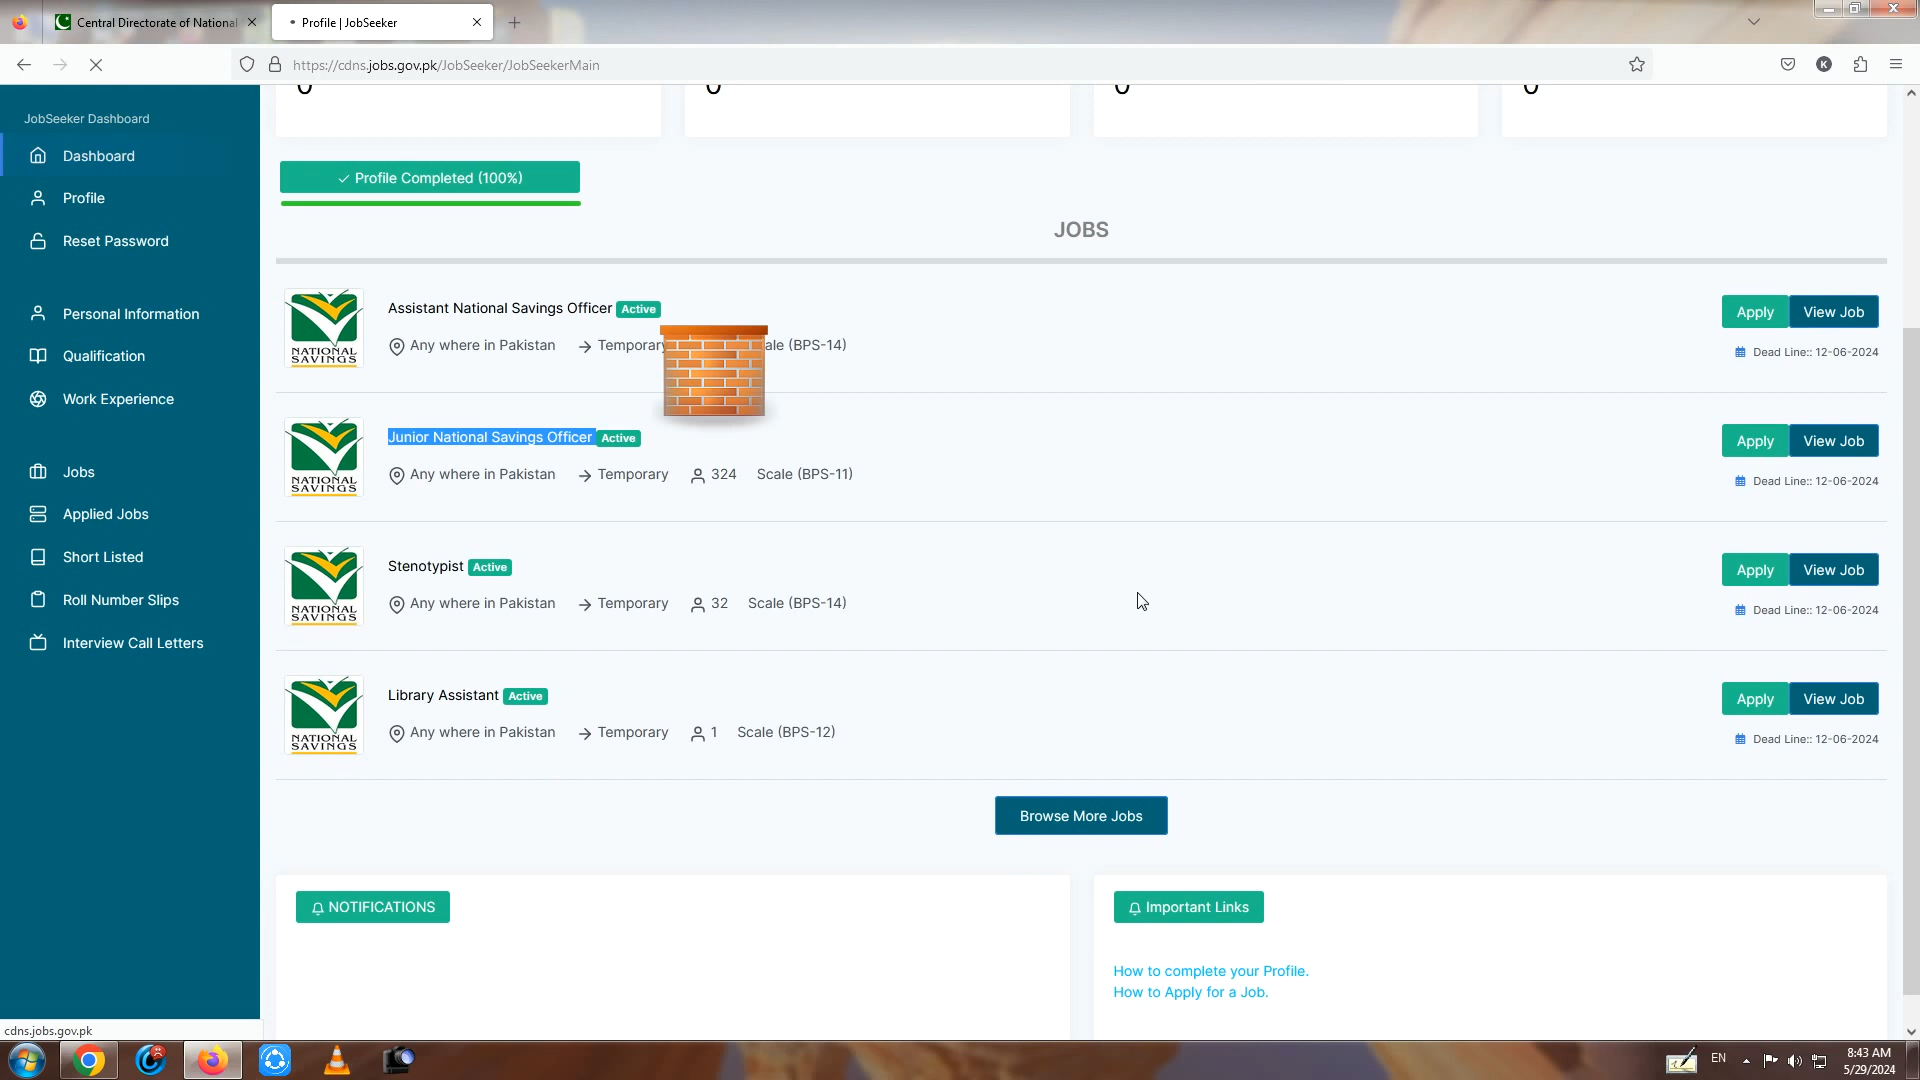 Central Directorate of National
Profile | JobSeeker
https://cdns.jobs.gov.pk/JobSeeker/JobSeekerMain
K
JobSeeker Dashboard
Dashboard
Profile
Reset Password
Personal Information
Qualification
Work Experience
Jobs
Applied Jobs
Short Listed
Roll Number Slips
Interview Call Letters
cdns.jobs.gov.pk
0 0 0 0
Profile Completed (100%)
JOBS
NATIONAL
SAVINGS
Assistant National Savings Officer Active
Any where in Pakistan Temporary ale (BPS-14)
Apply View Job
Dead Line:: 12-06-2024
NATIONAL
SAVINGS
Junior National Savings Officer Active
Any where in Pakistan Temporary 324 Scale (BPS-11)
Apply View Job
Dead Line:: 12-06-2024
NATIONAL
SAVINGS
Stenotypist Active
Any where in Pakistan Temporary 32 Scale (BPS-14)
Apply View Job
Dead Line:: 12-06-2024
NATIONAL
SAVINGS
Library Assistant Active
Any where in Pakistan Temporary 1 Scale (BPS-12)
Apply View Job
Dead Line:: 12-06-2024
Browse More Jobs
NOTIFICATIONS
Important Links
How to complete your Profile.
How to Apply for a Job.
EN
8:43 AM
5/29/2024